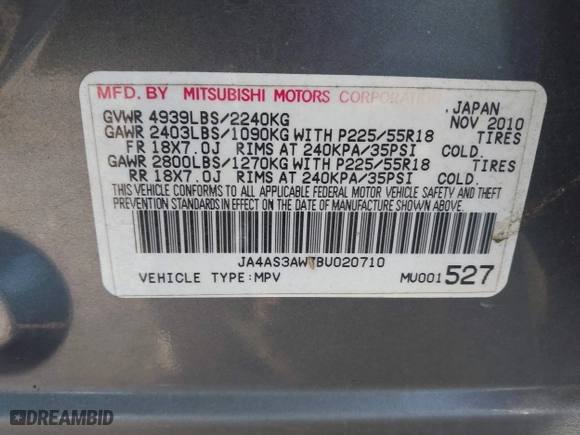 MFD. BY MITSUBISHI MOTORS CORPORATION, JAPAN
GVWR 4939LBS/2240KG NOV 2010
GAWR 2403LBS/1090KG WITH P225/55R18 TIRES
FR 18X7.0J RIMS AT 240KPA/35PSI COLD.
GAWR 2800LBS/1270KG WITH P225/55R18 TIRES
RR 18X7.0J RIMS AT 240KPA/35PSI COLD.
THIS VEHICLE CONFORMS TO ALL APPLICABLE FEDERAL MOTOR VEHICLE SAFETY AND THEFT
PREVENTION STANDARDS IN EFFECT ON THE DATE OF MANUFACTURE SHOWN ABOVE.
VEHICLE TYPE:MPV
MU001 527
DREAMBID